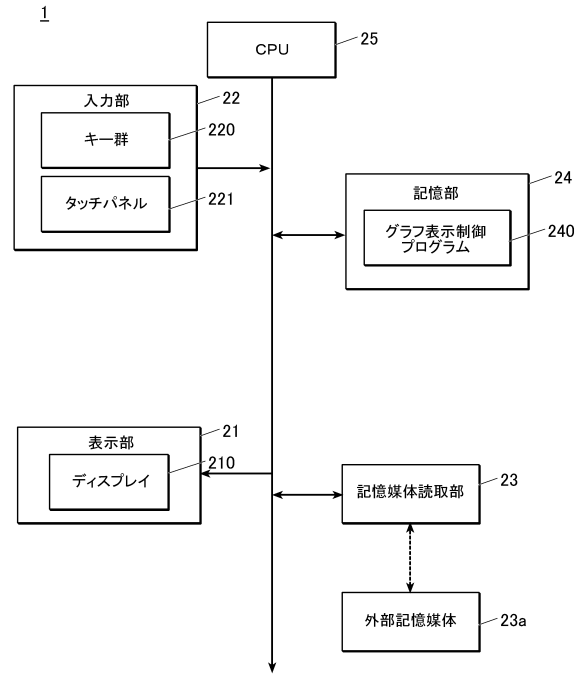 1
CPU
25
入力部
22
キー群
220
タッチパネル
221
記憶部
24
グラフ表示制御
プログラム
240
表示部
21
ディスプレイ
210
記憶媒体読取部
23
外部記憶媒体
23a